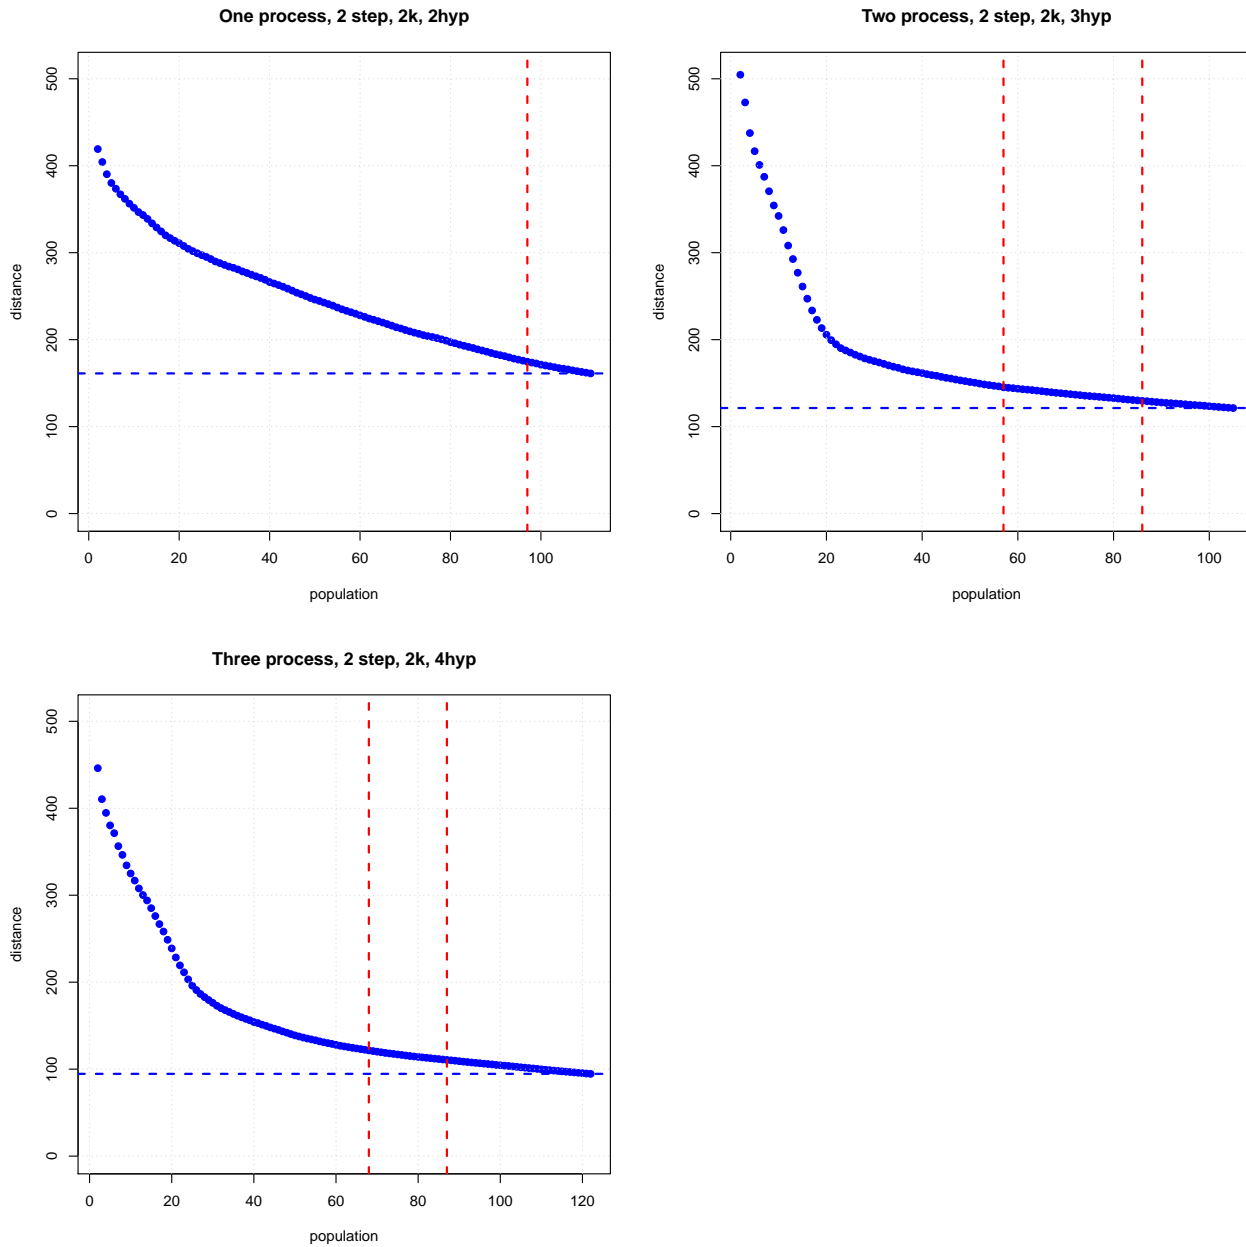 One process, 2 step, 2k, 2hyp
distance
0 100 200 300 400 500
0 20 40 60 80 100
population
Two process, 2 step, 2k, 3hyp
distance
0 100 200 300 400 500
0 20 40 60 80 100
population
Three process, 2 step, 2k, 4hyp
distance
0 100 200 300 400 500
0 20 40 60 80 100 120
population